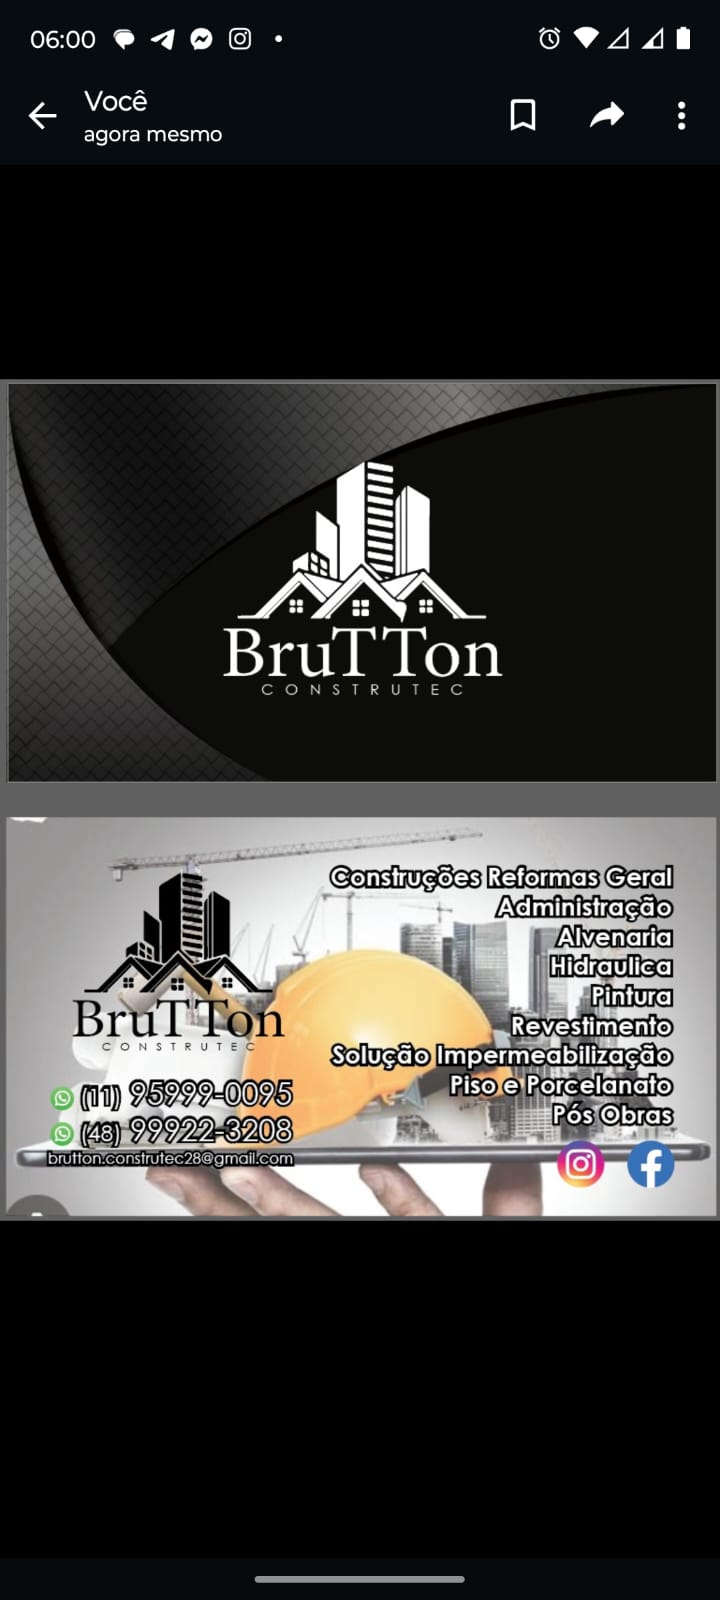 06:00
Você
agora mesmo
BruTTon
CONSTRUTEC
BruTTon
CONSTRUTEC
(11) 95999-0095
(48) 99922-3208
brutton.construtec28@gmail.com
Construções Reformas Geral
Administração
Alvenaria
Hidraulica
Pintura
Revestimento
Solução Impermeabilização
Piso e Porcelanato
Pós Obras